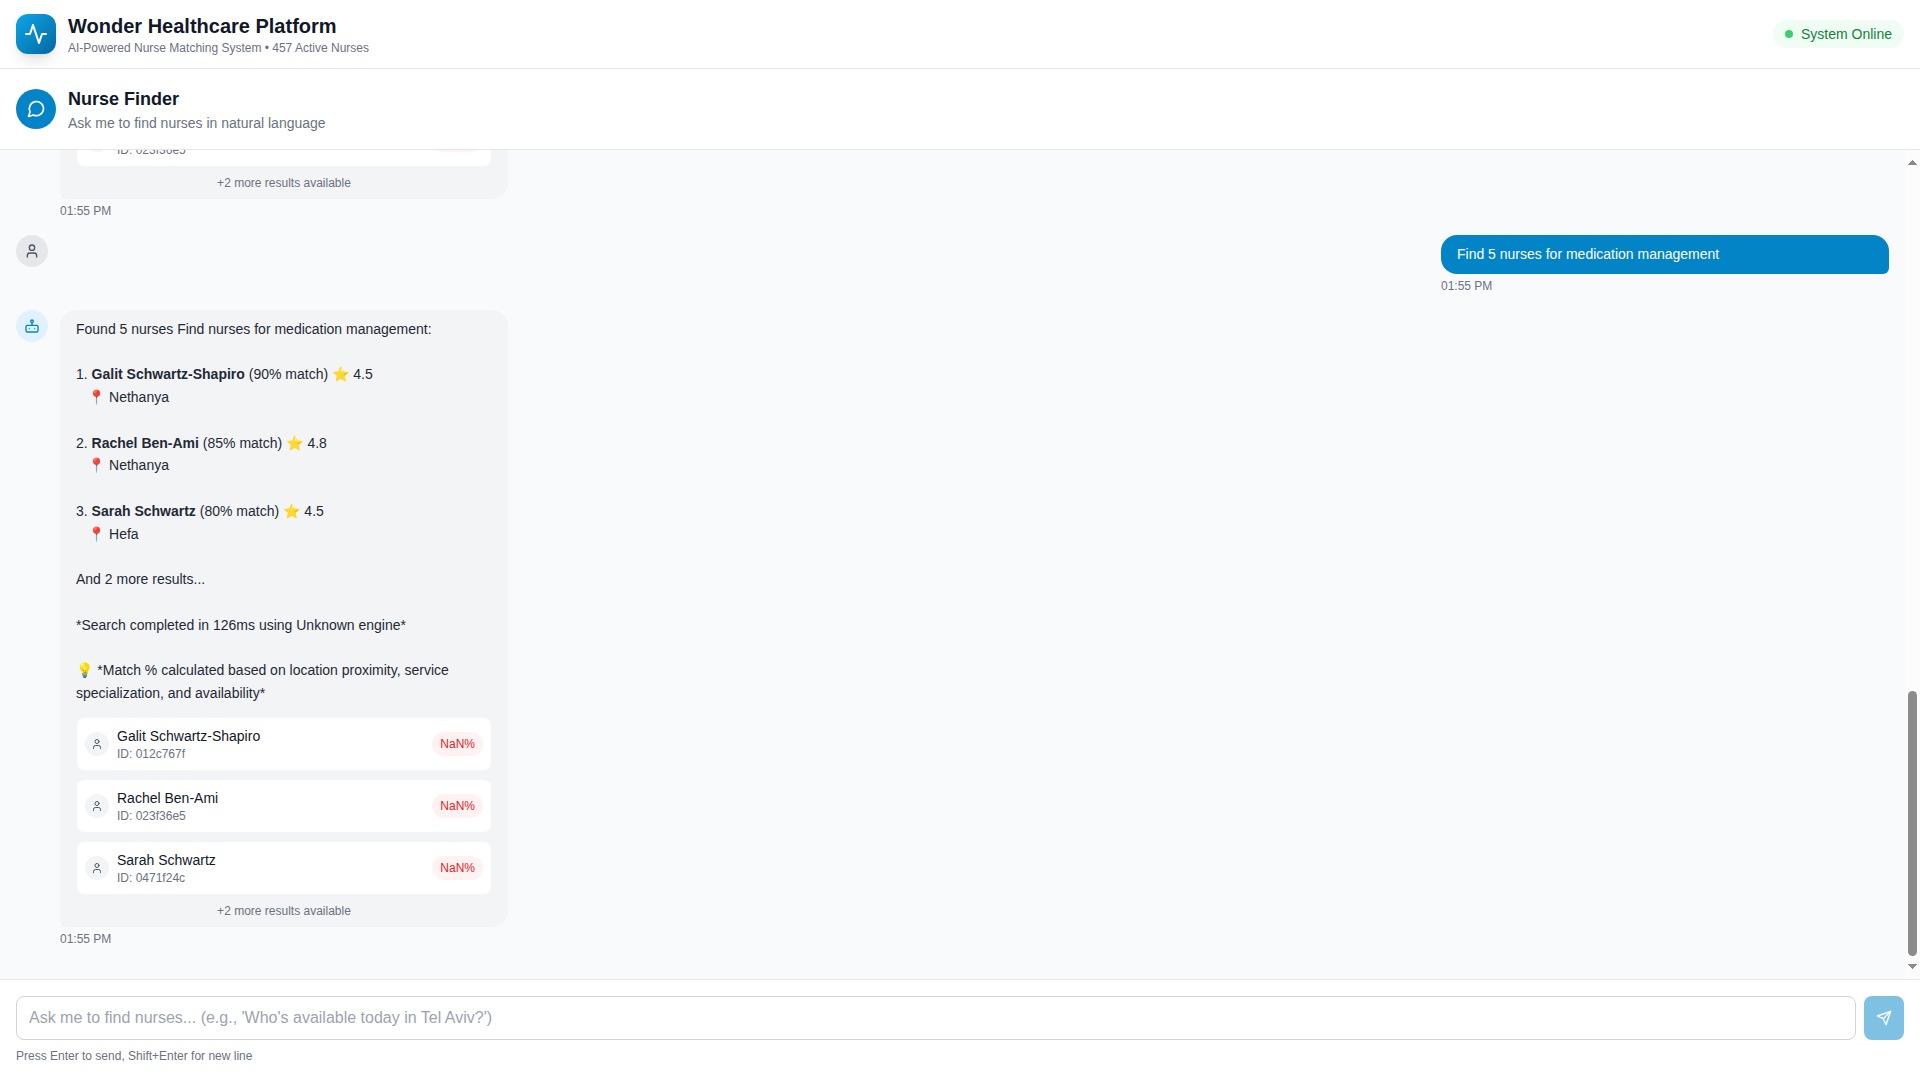 Wonder Healthcare Platform
AI-Powered Nurse Matching System • 457 Active Nurses
System Online
Nurse Finder
Ask me to find nurses in natural language
ID: 023f36e5
+2 more results available
01:55 PM
Find 5 nurses for medication management
01:55 PM
Found 5 nurses Find nurses for medication management:
1. Galit Schwartz-Shapiro (90% match) ⭐ 4.5
📍 Nethanya
2. Rachel Ben-Ami (85% match) ⭐ 4.8
📍 Nethanya
3. Sarah Schwartz (80% match) ⭐ 4.5
📍 Hefa
And 2 more results...
*Search completed in 126ms using Unknown engine*
💡 *Match % calculated based on location proximity, service
specialization, and availability*
Galit Schwartz-Shapiro
ID: 012c767f
NaN%
Rachel Ben-Ami
ID: 023f36e5
NaN%
Sarah Schwartz
ID: 0471f24c
NaN%
+2 more results available
01:55 PM
Ask me to find nurses... (e.g., 'Who's available today in Tel Aviv?')
Press Enter to send, Shift+Enter for new line